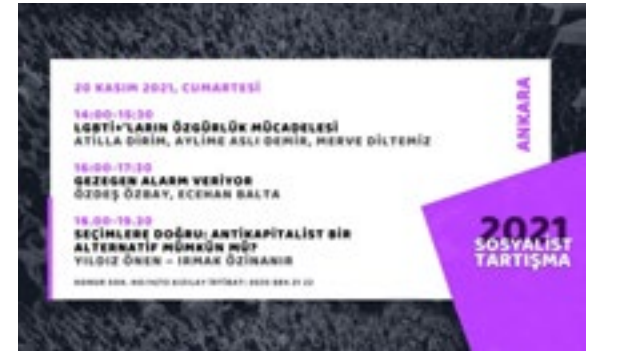 20 KASIM 2021, CUMARTESİ
14:00-15:30
LGBTİ+'LARIN ÖZGÜRLÜK MÜCADELESİ
ATİLLA DİRİM, AYLİME ASLI DEMİR, MERVE DİLTEMİZ
16:00-17:30
GEZEGEN ALARM VERİYOR
ÖZDEŞ ÖZBAY, ECEHAN BALTA
18.00-19.30
SEÇİMLERE DOĞRU: ANTİKAPİTALİST BİR
ALTERNATİF MÜMKÜN MÜ?
YILDIZ ÖNEN - IRMAK ÖZİNANIR
ANKARA
2021
SOSYALİST
TARTIŞMA